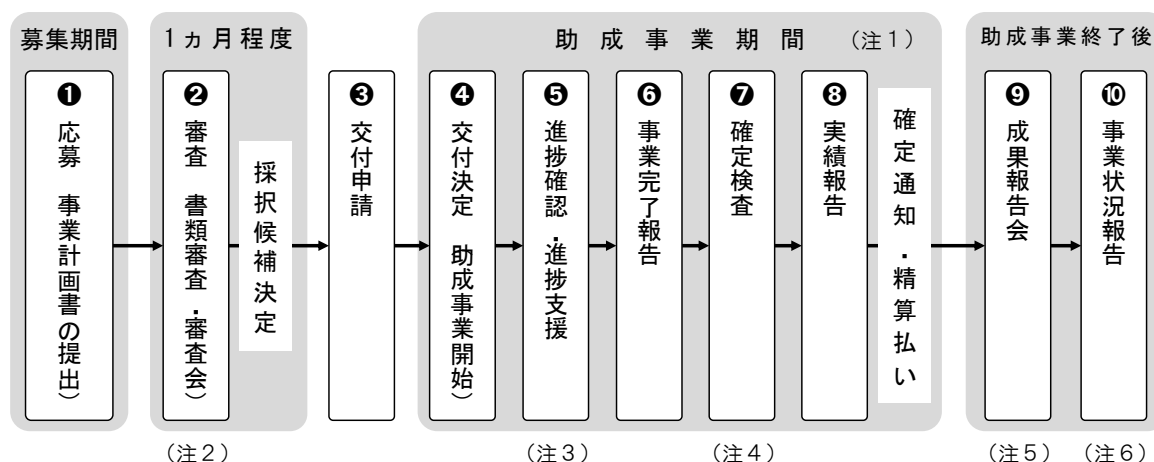 募集期間
1ヵ月程度
助成事業期間 (注1)
助成事業終了後
❶ 応募 事業計画書の提出)
❷ 審査 書類審査・審査会)
採択候補決定
❸ 交付申請
❹ 交付決定 助成事業開始)
❺ 進捗確認・進捗支援
❻ 事業完了報告
❼ 確定検査
❽ 実績報告
確定通知・精算払い
❾ 成果報告会
❿ 事業状況報告
(注2)
(注3)
(注4)
(注5)
(注6)